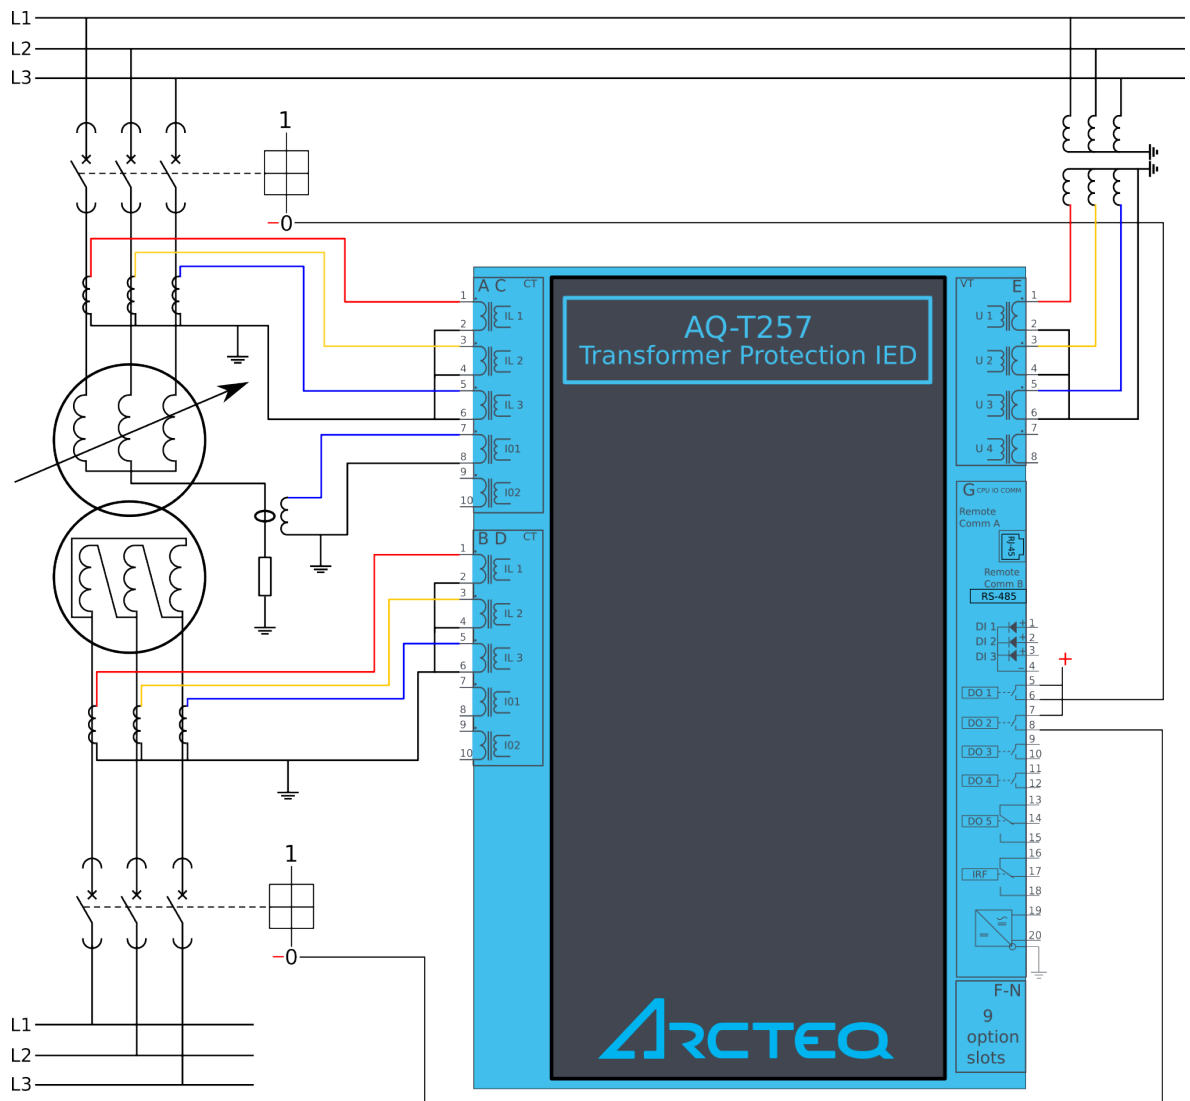 L1
L2
L3
1
−0
A C CT
1
2
3
4
5
6
7
8
9
10
IL 1
IL 2
IL 3
I01
I02
B D CT
1
2
3
4
5
6
7
8
9
10
IL 1
IL 2
IL 3
I01
I02
AQ-T257
Transformer Protection IED
VT E
U 1
U 2
U 3
U 4
1
2
3
4
5
6
7
8
G CPU IO COMM
Remote
Comm A
RJ-45
Remote
Comm B
RS-485
DI 1
DI 2
DI 3
+ 1
+ 2
+ 3
- 4
+
DO 1
DO 2
DO 3
DO 4
DO 5
IRF
5
6
7
8
9
10
11
12
13
14
15
16
17
18
19
20
F-N
9
option
slots
1
−0
L1
L2
L3
ARCTEQ